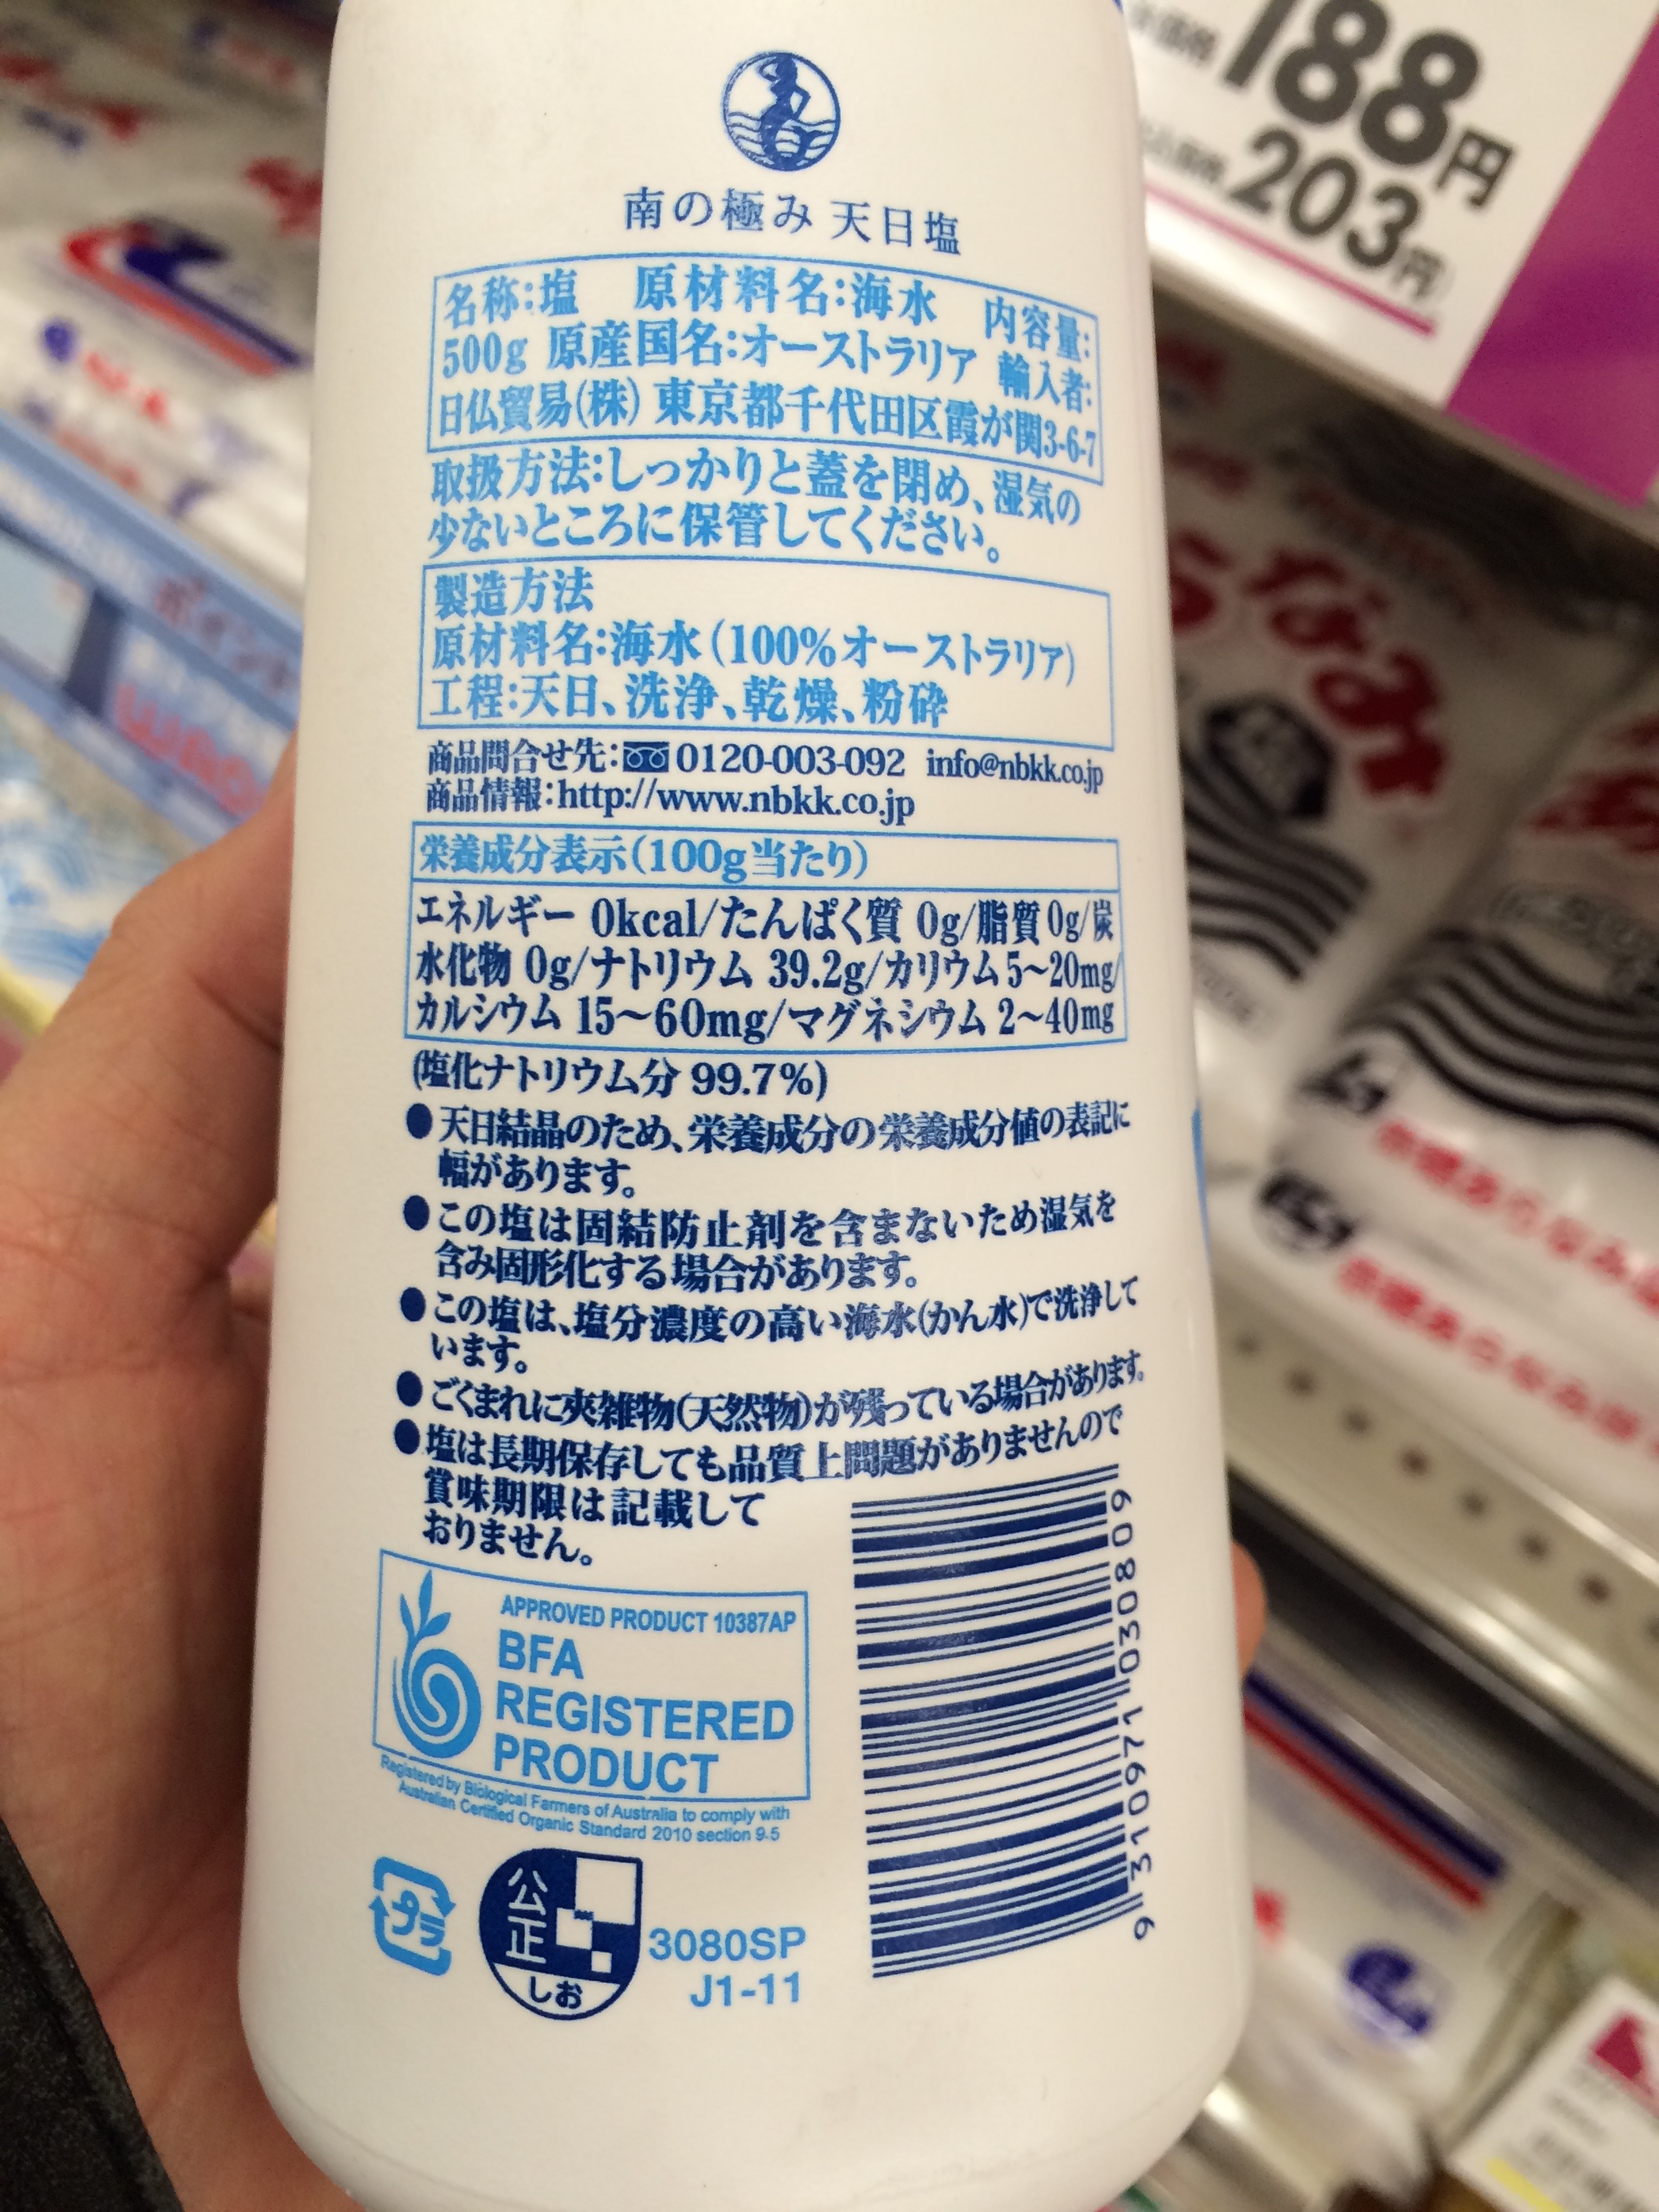 188円
203円
南の極み 天日塩
名称:塩 原材料名:海水 内容量:
500g 原産国名:オーストラリア 輸入者:
日仏貿易(株) 東京都千代田区霞が関3-6-7
取扱方法:しっかりと蓋を閉め、湿気の
少ないところに保管してください。
製造方法
原材料名:海水(100%オーストラリア)
工程:天日、洗浄、乾燥、粉砕
商品問合せ先: 0120-003-092 info@nbkk.co.jp
商品情報:http://www.nbkk.co.jp
栄養成分表示(100g当たり)
エネルギー 0kcal/たんぱく質 0g/脂質 0g/炭
水化物 0g/ナトリウム 39.2g/カリウム 5~20mg/
カルシウム 15~60mg/マグネシウム 2~40mg
(塩化ナトリウム分 99.7%)
●天日結晶のため、栄養成分の栄養成分値の表記に
幅があります。
●この塩は固結防止剤を含まないため湿気を
含み固形化する場合があります。
●この塩は、塩分濃度の高い海水(かん水)で洗浄して
います。
●ごくまれに夾雑物(天然物)が残っている場合があります。
●塩は長期保存しても品質上問題がありませんので
賞味期限は記載して
おりません。
APPROVED PRODUCT 10387AP
BFA
REGISTERED
PRODUCT
Registered by Biological Farmers of Australia to comply with
Australian Certified Organic Standard 2010 section 9.5
プラ
公正
しお
3080SP
J1-11
9 310971 030809